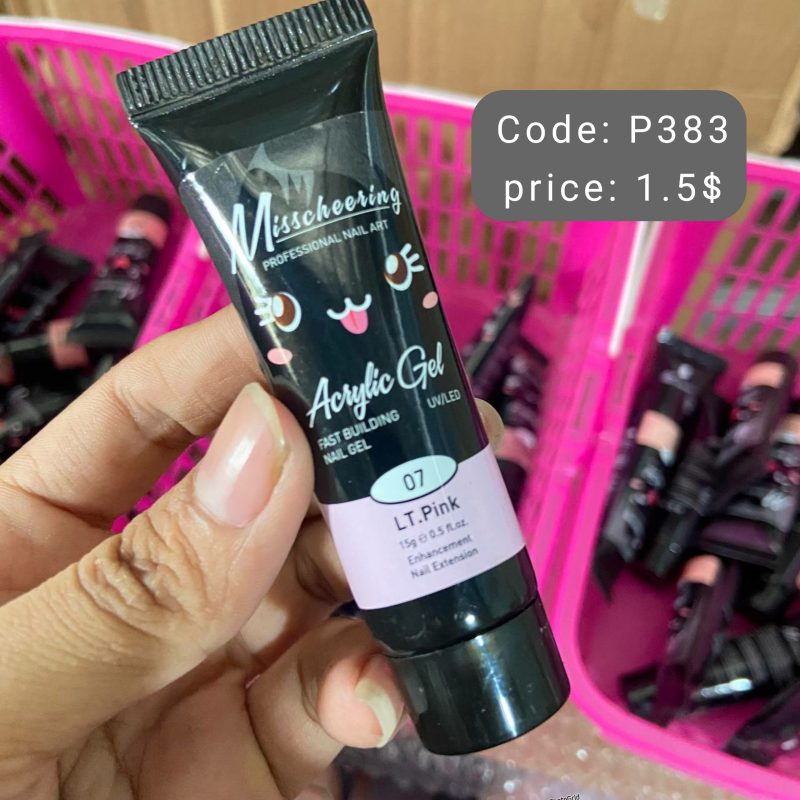 Code: P383
price: 1.5$
Misscheering
PROFESSIONAL NAIL ART
Acrylic Gel
UV/LED
FAST BUILDING
NAIL GEL
07
LT.Pink
15g ℮ 0.5 fl.oz.
Enhancement
Nail Extension